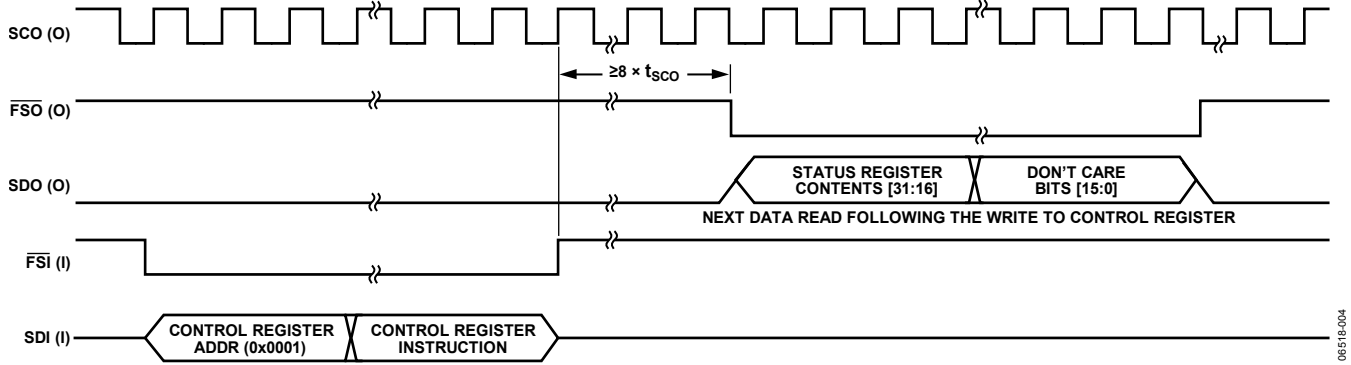 SCO (O)
≥8 × tSCO
FSO (O)
SDO (O)
STATUS REGISTER
CONTENTS [31:16]
DON'T CARE
BITS [15:0]
NEXT DATA READ FOLLOWING THE WRITE TO CONTROL REGISTER
FSI (I)
SDI (I)
CONTROL REGISTER
ADDR (0x0001)
CONTROL REGISTER
INSTRUCTION
06518-004